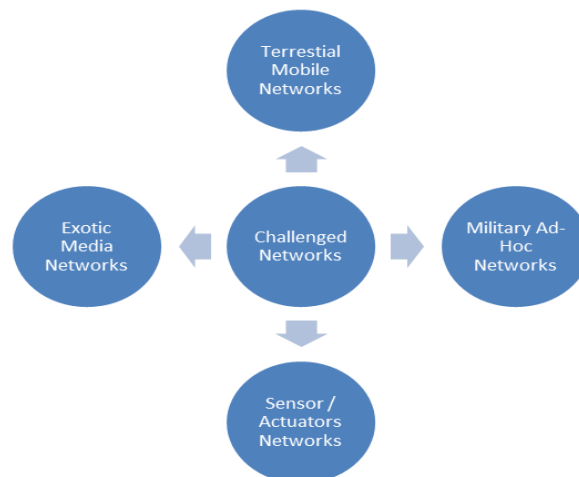 Terrestial
Mobile
Networks
Exotic
Media
Networks
Challenged
Networks
Military Ad-
Hoc
Networks
Sensor /
Actuators
Networks